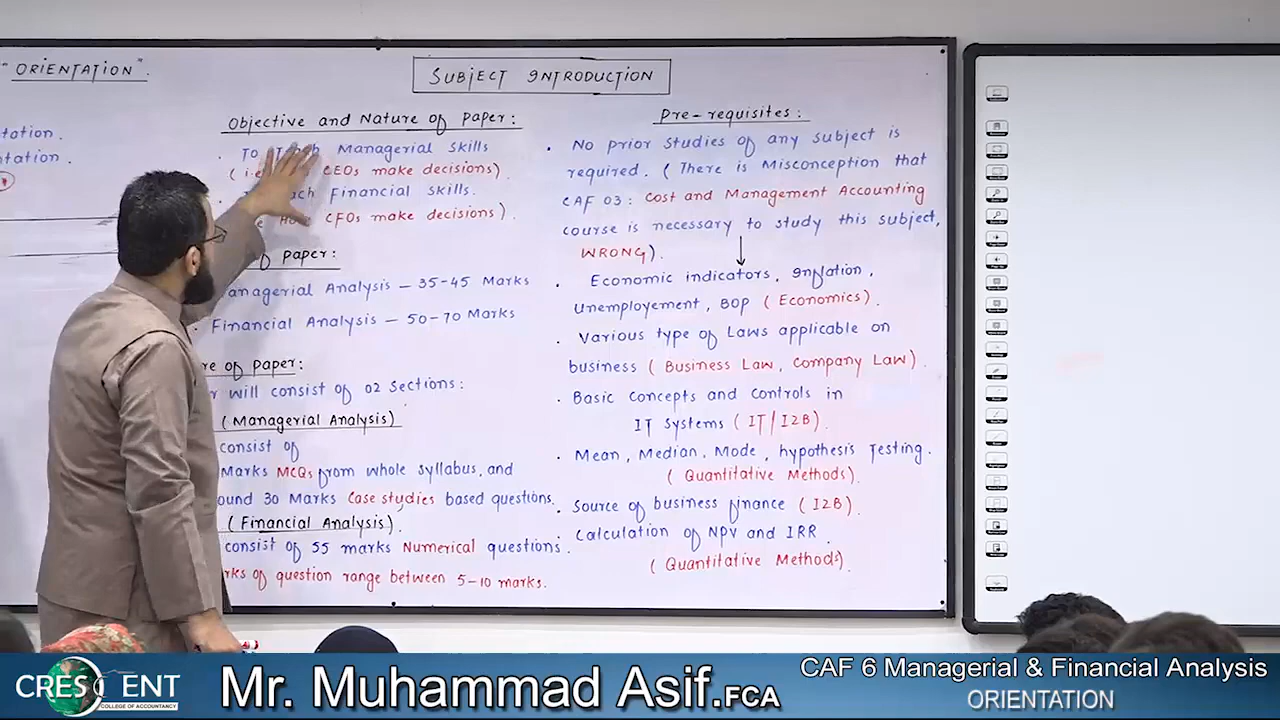 "ORIENTATION".
tation.
ntation.
SUBJECT INTRODUCTION
Objective and Nature of paper:
. To Managerial Skills
(i.e CEOs make decisions).
ach Financial Skills.
CFOs make decisions).
of paper:
anagerial Analysis – 35-45 Marks
. Financial Analysis – 50-70 Marks
re of paper:
will consist of 02 Sections:
(Managerial Analysis)
consist of
Marks MCQs from whole syllabus, and
ound 30 marks Case studies based questions.
(Financial Analysis)
consist of 55 marks Numerical questions.
rks of question range between 5-10 marks.
Pre-requisites:
. No prior studies of any subject is
required. (There is Misconception that
CAF 03: Cost and Management Accounting
course is necessary to study this subject,
WRONG).
. Economic indicators, Inflation,
unemployment, BOP (Economics).
. Various type of Laws applicable on
business (Business Law, Company Law).
. Basic concepts and controls in
IT Systems (IT/I2B).
. Mean, Median, Mode, hypothesis Testing.
(Quantitative Methods).
. Source of business finance (I2B).
. Calculation of NPV and IRR.
(Quantitative Methods).
CRESCENT
COLLEGE OF ACCOUNTANCY
Mr. Muhammad Asif.FCA
CAF 6 Managerial & Financial Analysis
ORIENTATION